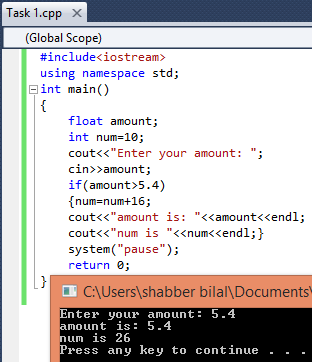 Task 1.cpp
(Global Scope)
#include<iostream>
using namespace std;
int main()
{
float amount;
int num=10;
cout<<"Enter your amount: ";
cin>>amount;
if(amount>5.4)
{num=num+16;
cout<<"amount is: "<<amount<<endl;
cout<<"num is "<<num<<endl;}
system("pause");
return 0;
}
C:\Users\shabber bilal\Documents\
Enter your amount: 5.4
amount is: 5.4
num is 26
Press any key to continue . . .